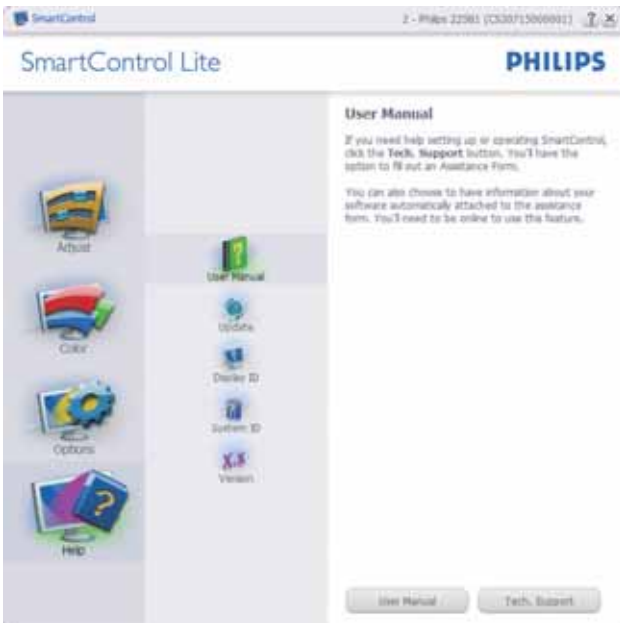 SmartControl
2 - Philips 225B1 ? X
SmartControl Lite
PHILIPS
Adjust
Color
Options
Help
User Manual
Update
Display ID
System ID
X.X
Version
User Manual
If you need help setting up or operating SmartControl,
click the Tech. Support button. You'll have the
option to fill out an Assistance Form.
You can also choose to have information about your
software automatically attached to the assistance
form. You'll need to be online to use this feature.
User Manual
Tech. Support